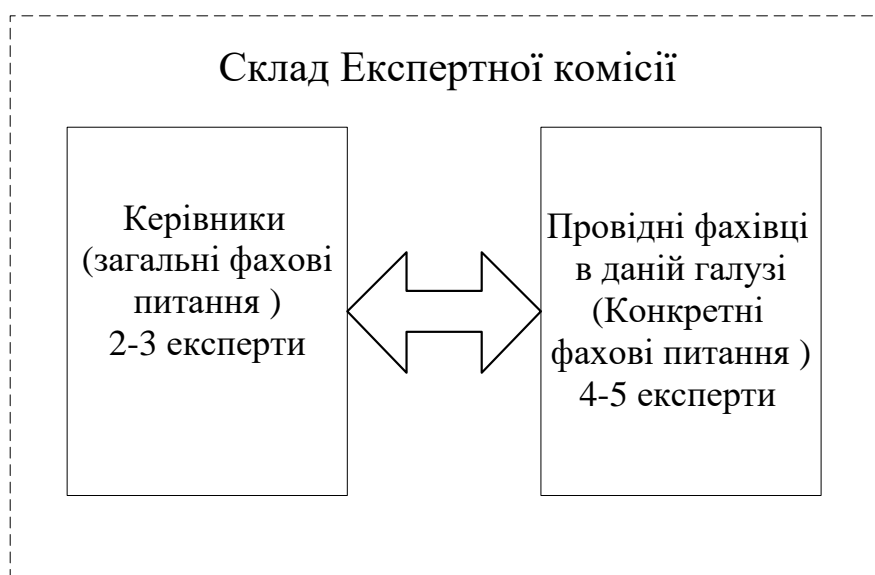 Склад Експертної комісії
Керівники
(загальні фахові
питання )
2-3 експерти
Провідні фахівці
в даній галузі
(Конкретні
фахові питання )
4-5 експерти